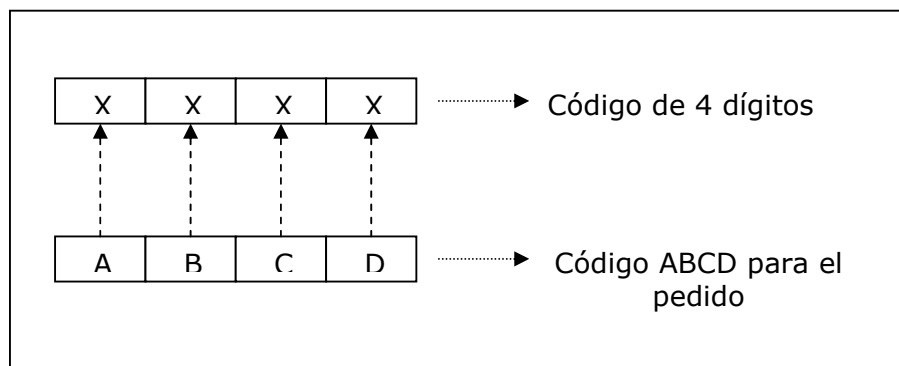 X X X X
Código de 4 dígitos
A B C D
Código ABCD para el
pedido